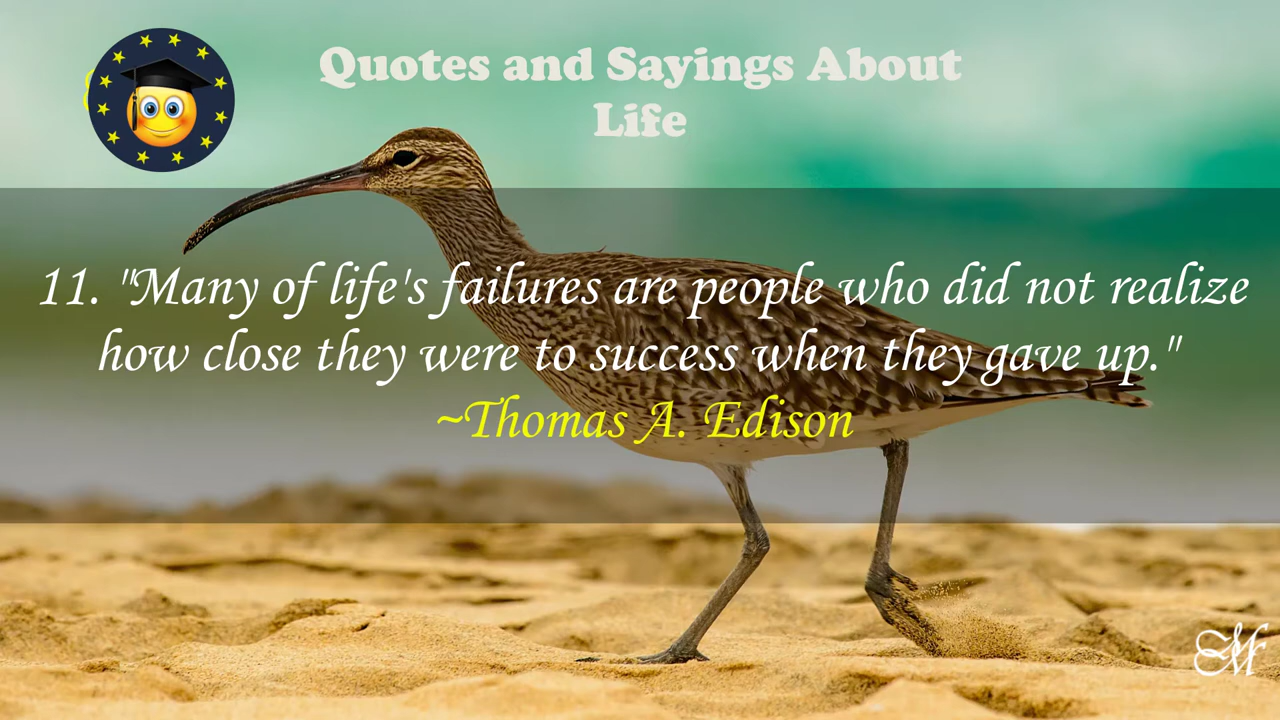 Quotes and Sayings About
Life
11. "Many of life's failures are people who did not realize
how close they were to success when they gave up."
~Thomas A. Edison